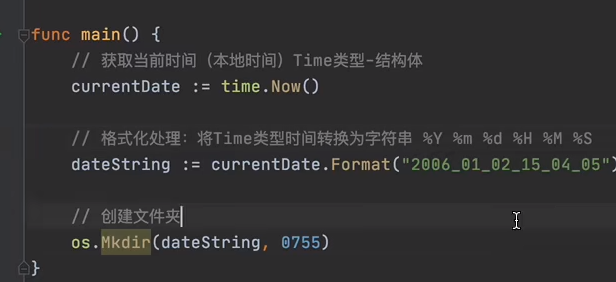 func main() {
// 获取当前时间（本地时间）Time类型-结构体
currentDate := time.Now()
// 格式化处理：将Time类型时间转换为字符串 %Y %m %d %H %M %S
dateString := currentDate.Format("2006_01_02_15_04_05")
// 创建文件夹
os.Mkdir(dateString, 0755)
}